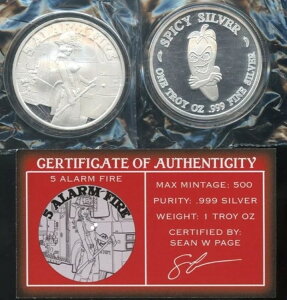 SPICY SILVER
ONE TROY OZ .999 FINE SILVER
CERTIFICATE OF AUTHENTICITY
5 ALARM FIRE
5 ALARM FIRE
MAX MINTAGE: 500
PURITY: .999 SILVER
WEIGHT: 1 TROY OZ
CERTIFIED BY:
SEAN W PAGE